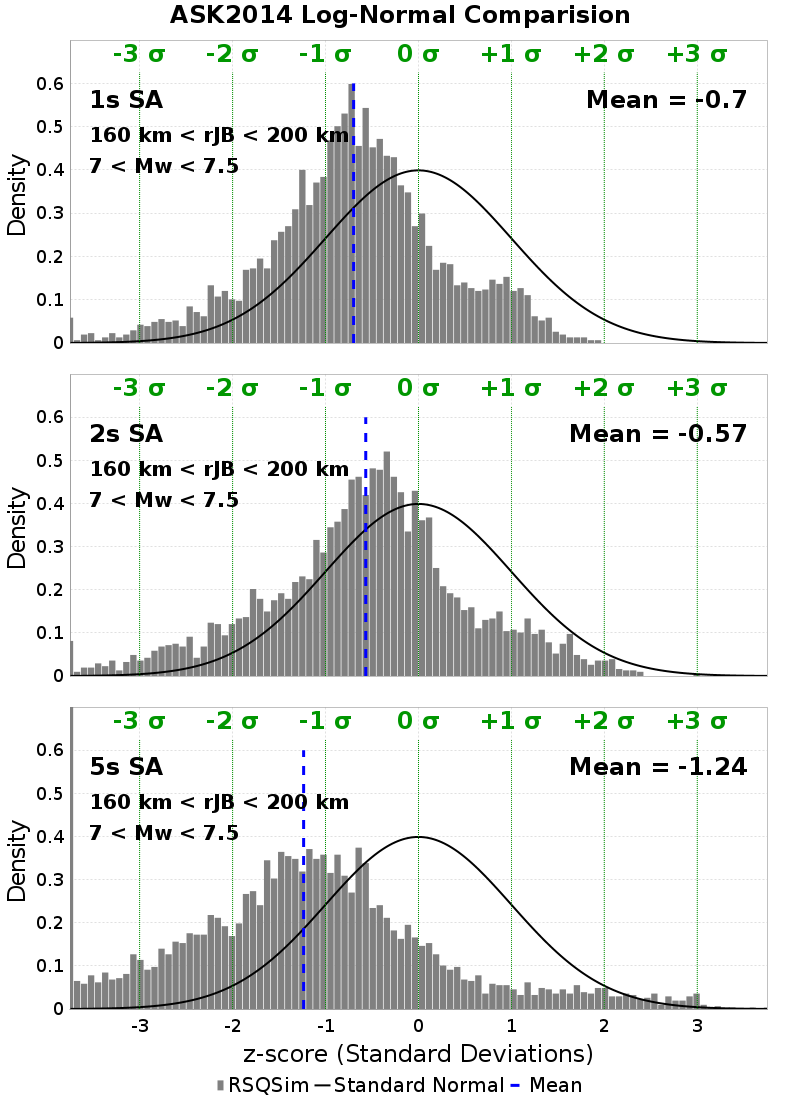 ASK2014 Log-Normal Comparision
-3 σ -2 σ -1 σ 0 σ +1 σ +2 σ +3 σ
1s SA
Mean = -0.7
160 km < rJB < 200 km
7 < Mw < 7.5
Density
0.6
0.5
0.4
0.3
0.2
0.1
0
-3 σ -2 σ -1 σ 0 σ +1 σ +2 σ +3 σ
2s SA
Mean = -0.57
160 km < rJB < 200 km
7 < Mw < 7.5
Density
0.6
0.5
0.4
0.3
0.2
0.1
0
-3 σ -2 σ -1 σ 0 σ +1 σ +2 σ +3 σ
5s SA
Mean = -1.24
160 km < rJB < 200 km
7 < Mw < 7.5
Density
0.6
0.5
0.4
0.3
0.2
0.1
0
-3 -2 -1 0 1 2 3
z-score (Standard Deviations)
RSQSim Standard Normal Mean